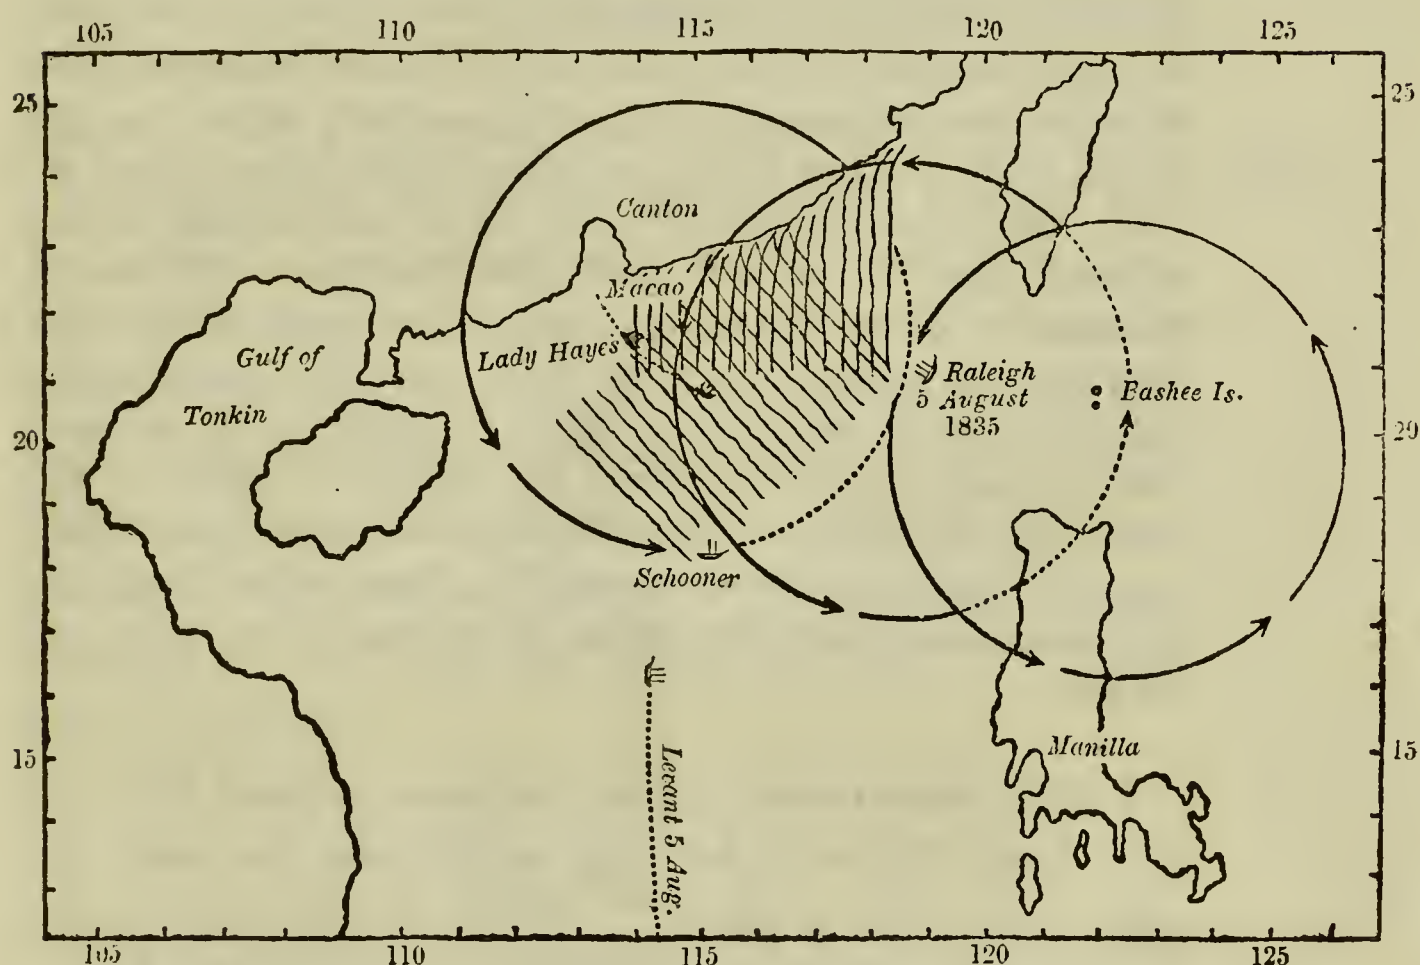 105 110 115 120 125
25 25
Canton
Macao
Gulf of
Lady Hayes
Raleigh
5 August
1835
Bashee Is.
Tonkin
20 20
Schooner
Manilla
15 15
Levant 5 Aug.
105 110 115 120 125